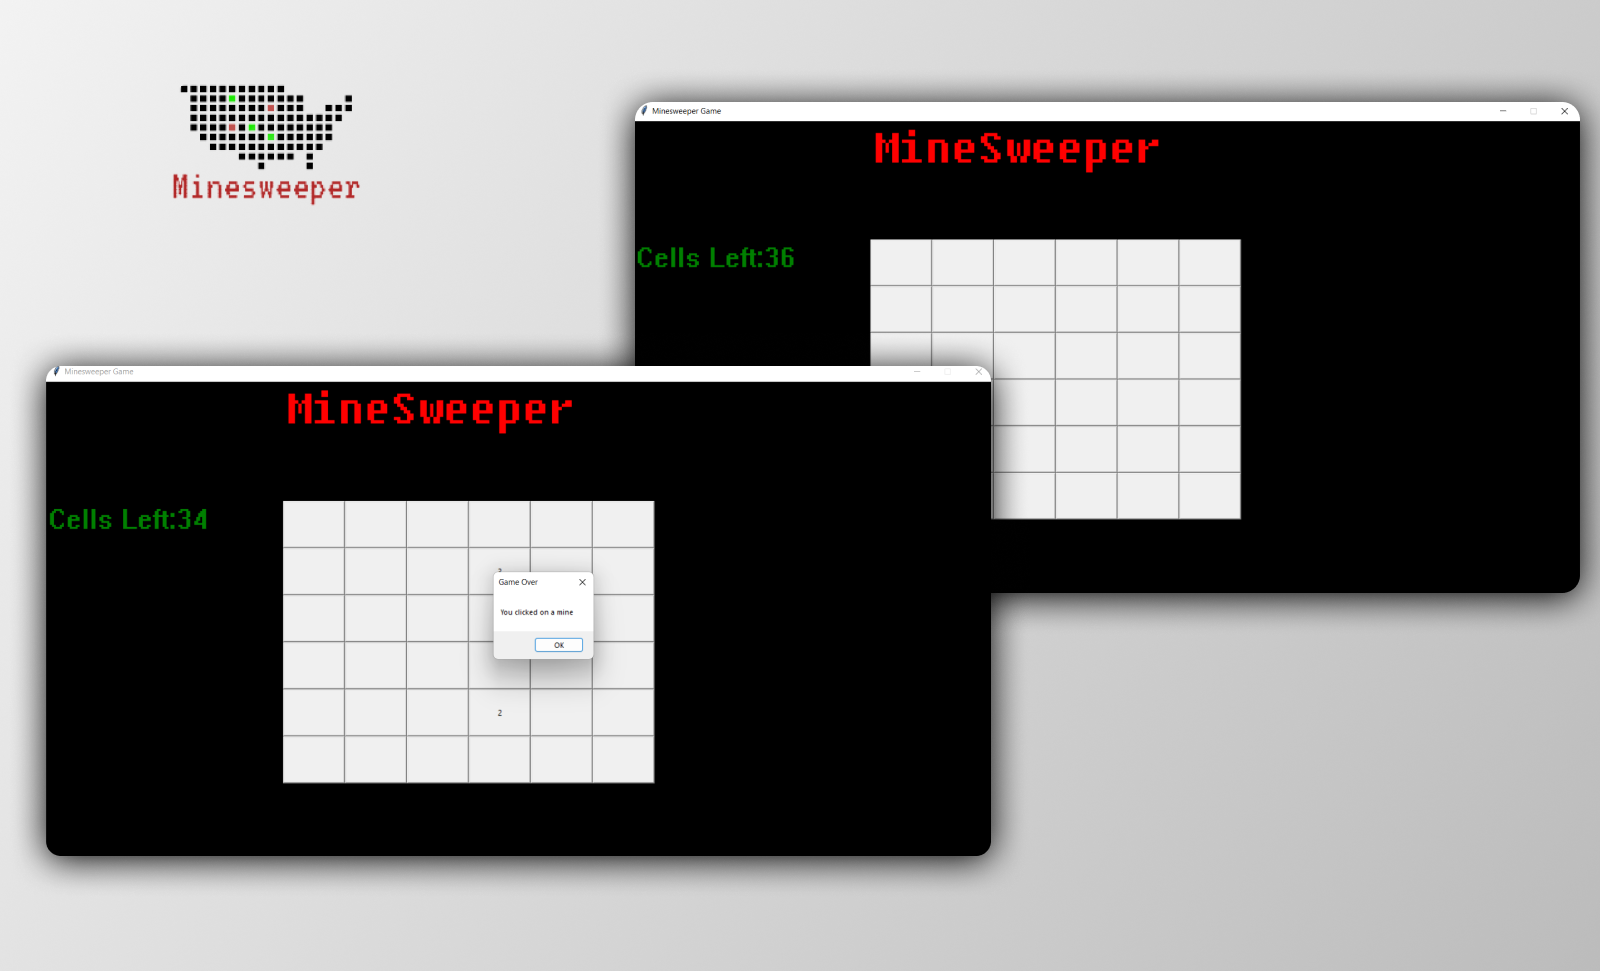 Minesweeper
Minesweeper Game
MineSweeper
Cells Left:36
Minesweeper Game
MineSweeper
Cells Left:34
Game Over
You clicked on a mine
OK
2